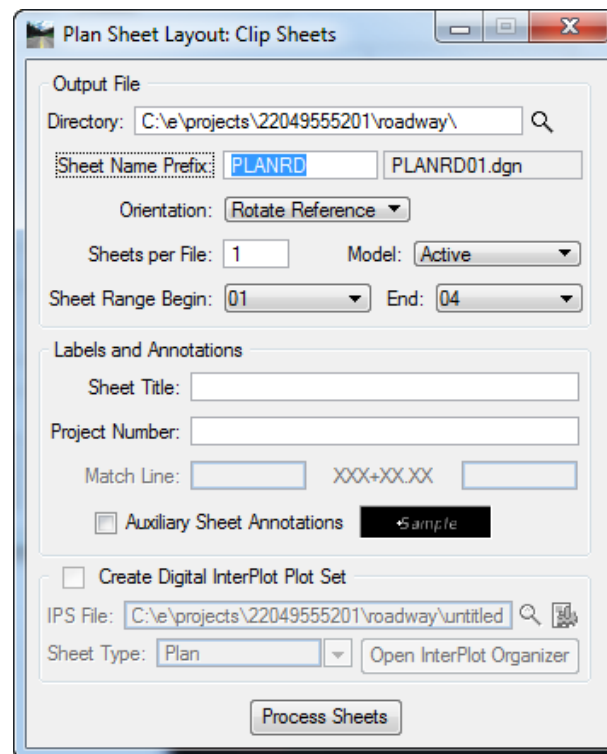 Plan Sheet Layout: Clip Sheets
Output File
Directory: C:\e\projects\22049555201\roadway\
Sheet Name Prefix: PLANRD PLANRD01.dgn
Orientation: Rotate Reference
Sheets per File: 1 Model: Active
Sheet Range Begin: 01 End: 04
Labels and Annotations
Sheet Title:
Project Number:
Match Line: XXX+XX.XX
Auxiliary Sheet Annotations +Sample
Create Digital InterPlot Plot Set
IPS File: C:\e\projects\22049555201\roadway\untitled
Sheet Type: Plan Open InterPlot Organizer
Process Sheets